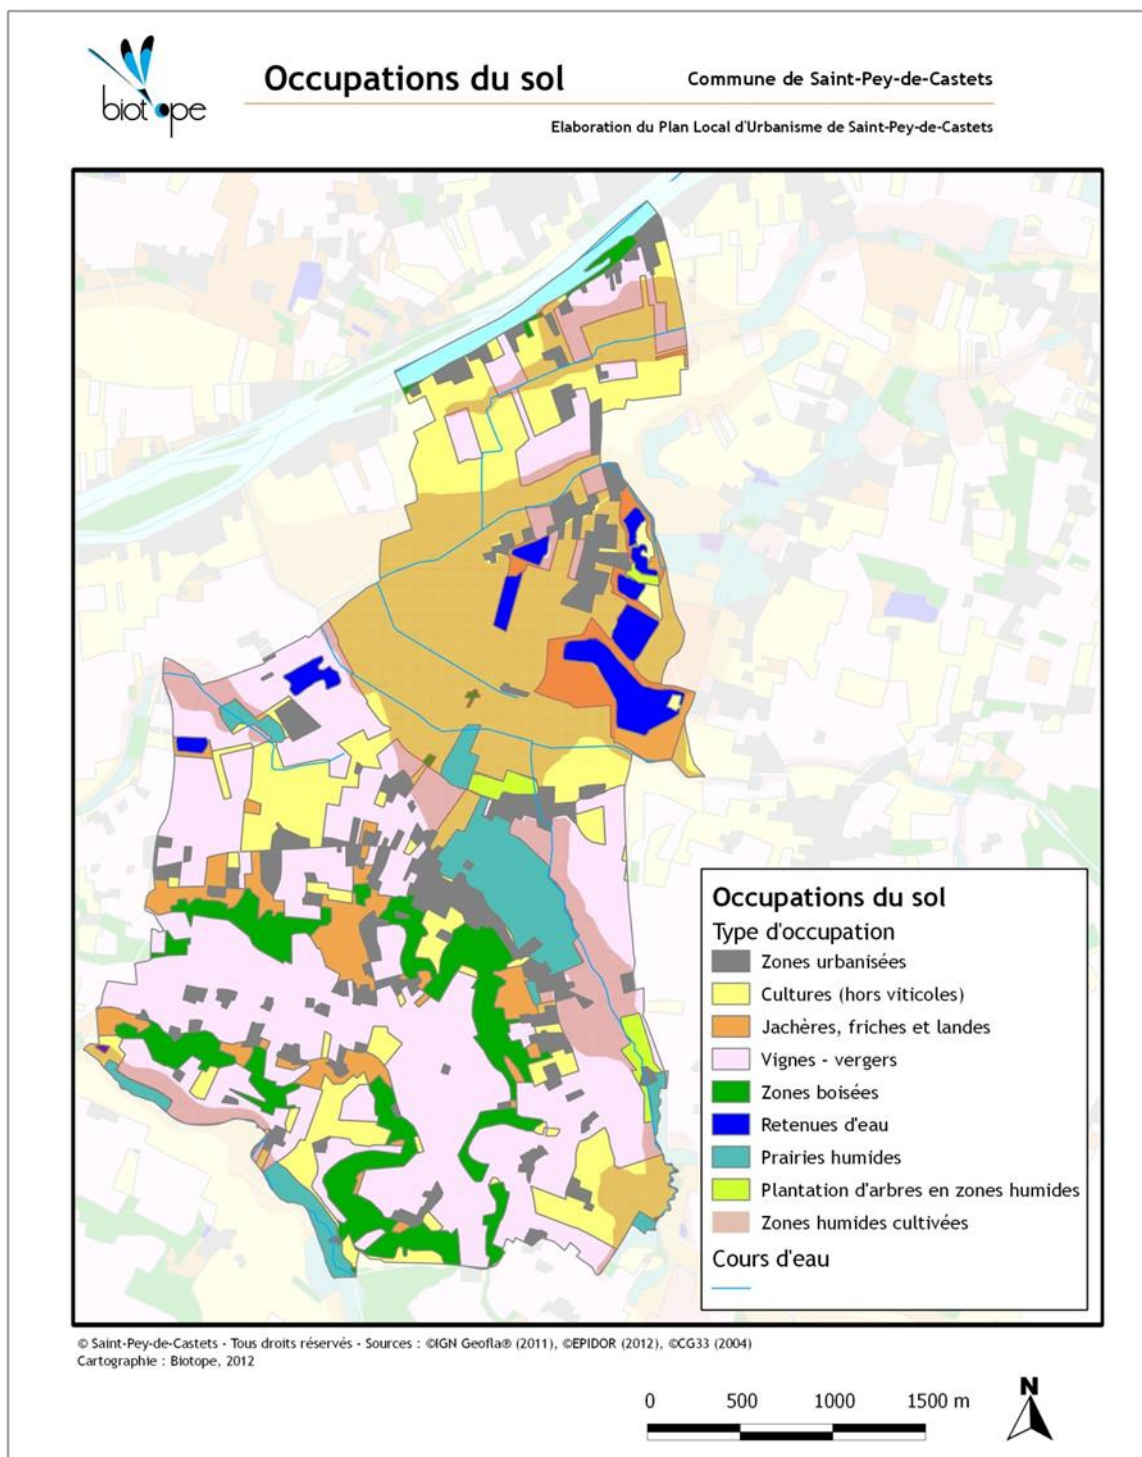 biotope
Occupations du sol
Commune de Saint-Pey-de-Castets
Elaboration du Plan Local d'Urbanisme de Saint-Pey-de-Castets
Occupations du sol
Type d'occupation
Zones urbanisées
Cultures (hors viticoles)
Jachères, friches et landes
Vignes - vergers
Zones boisées
Retenues d'eau
Prairies humides
Plantation d'arbres en zones humides
Zones humides cultivées
Cours d'eau
© Saint-Pey-de-Castets - Tous droits réservés - Sources : ©IGN Geofla® (2011), ©EPIDOR (2012), ©CG33 (2004)
Cartographie : Biotope, 2012
0 500 1000 1500 m
N